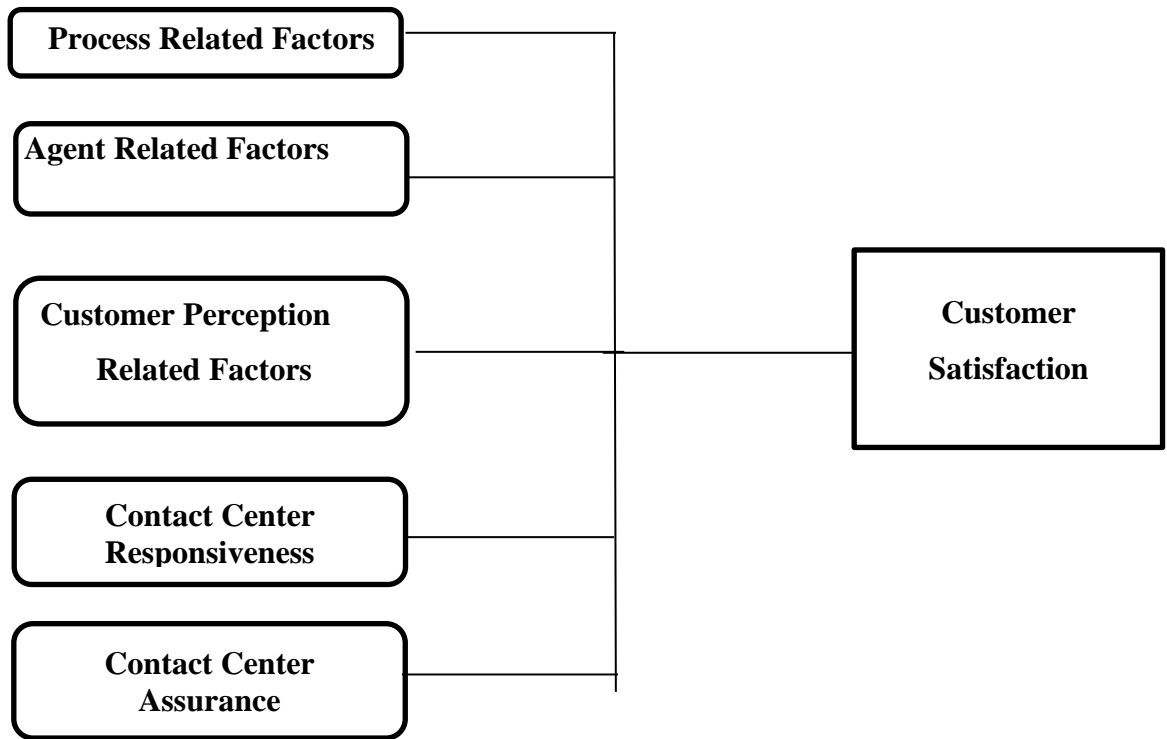 Process Related Factors
Agent Related Factors
Customer Perception
Related Factors
Customer
Satisfaction
Contact Center
Responsiveness
Contact Center
Assurance